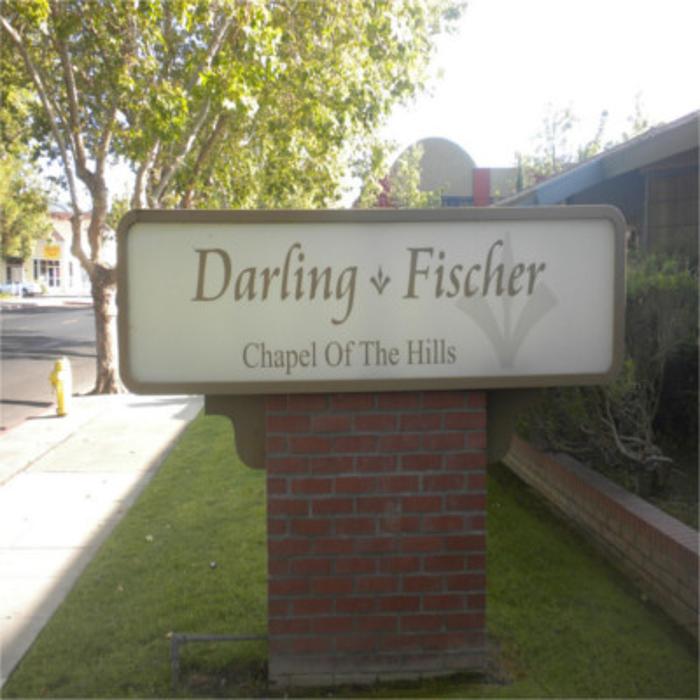 Darling Fischer
Chapel Of The Hills